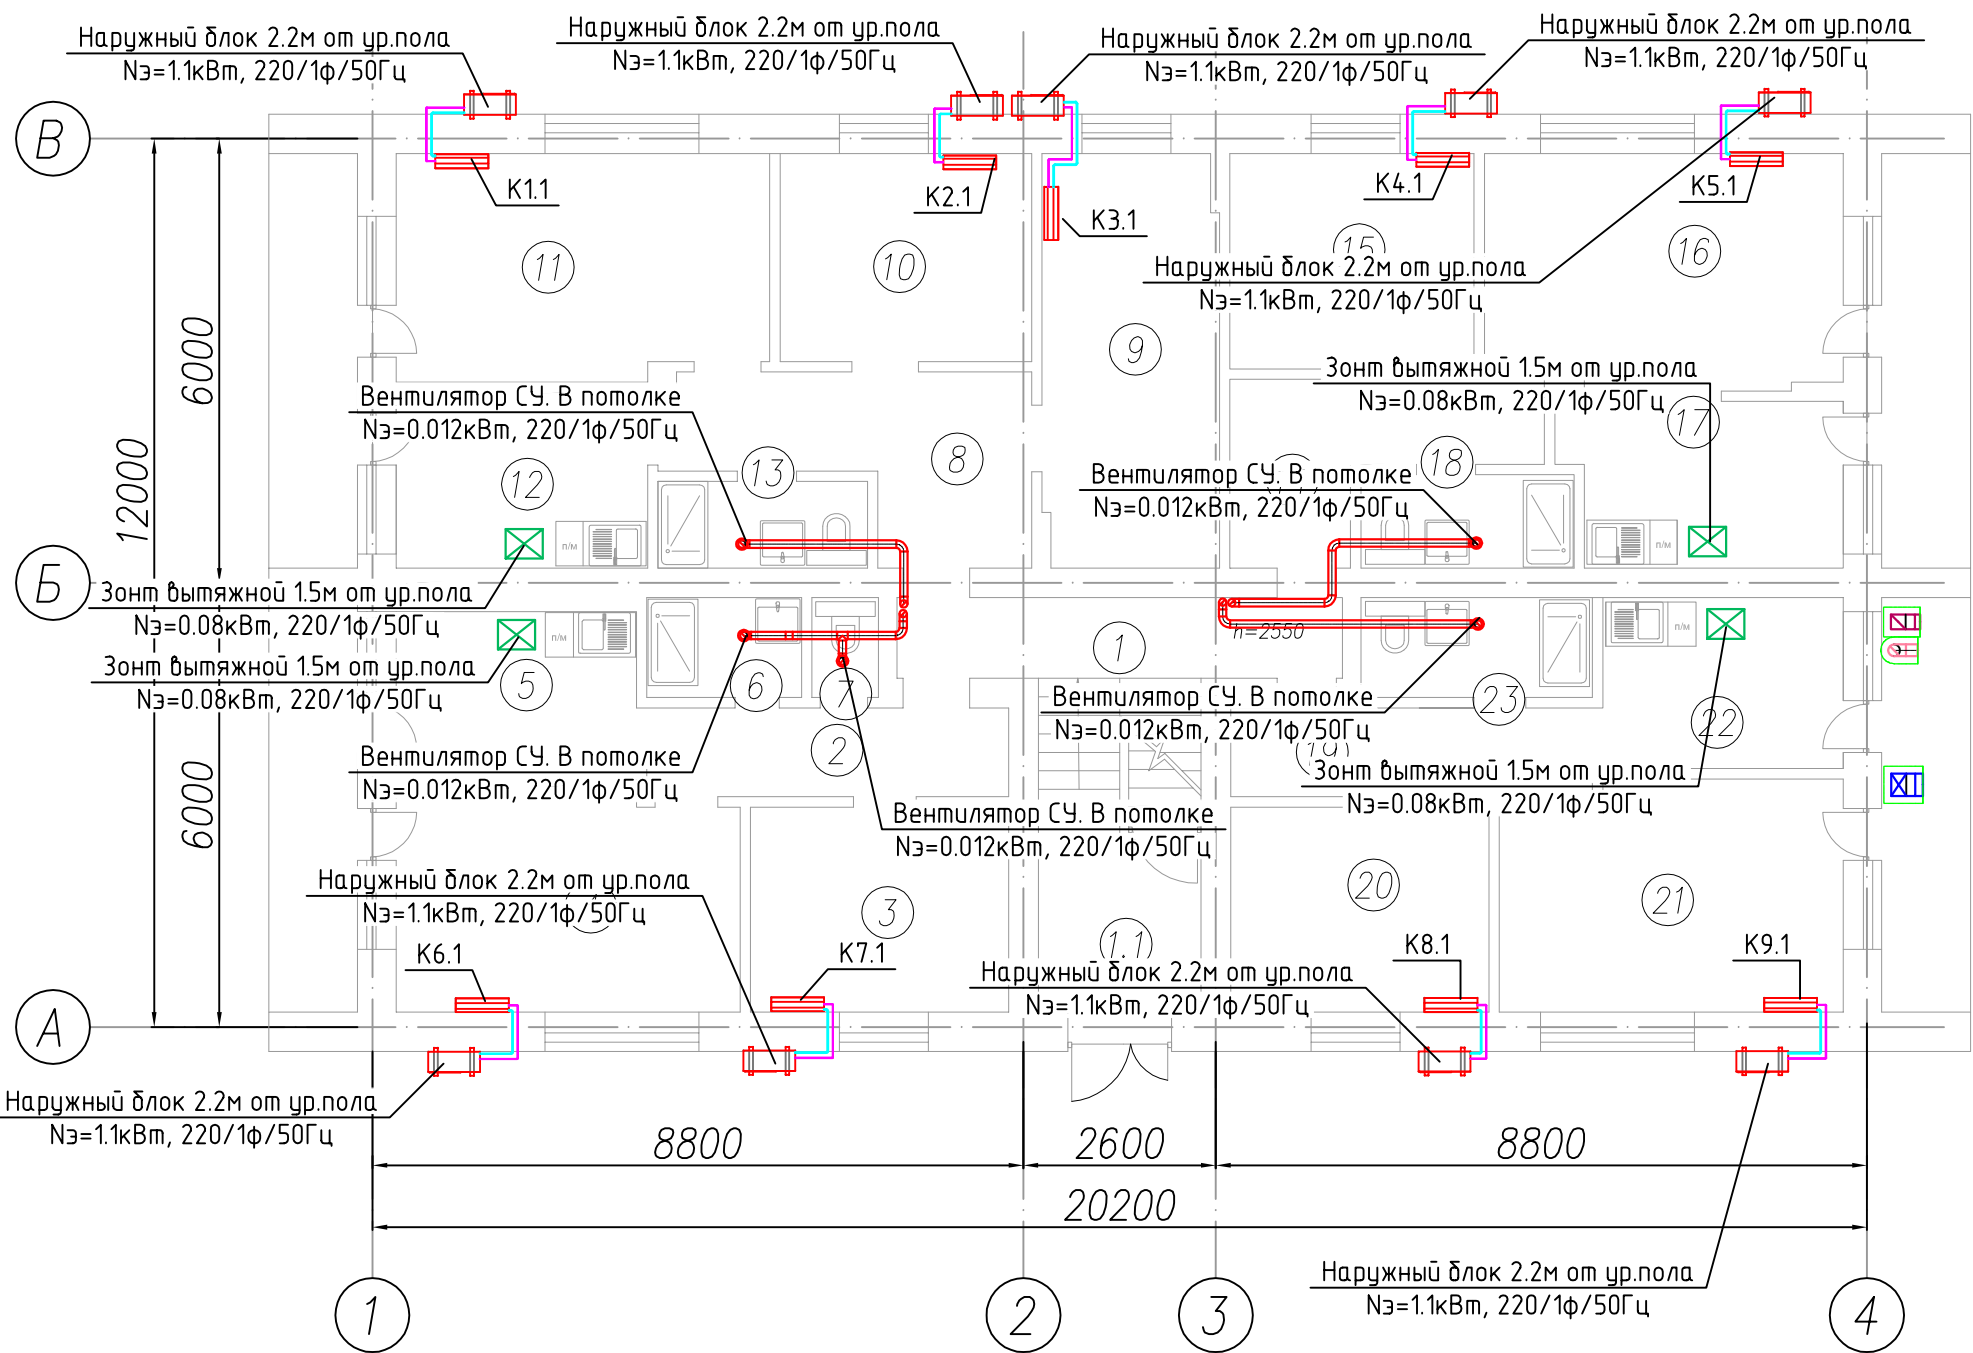 Наружный блок 2.2м от ур.пола
Nэ=1.1кВт, 220/1ф/50Гц
Наружный блок 2.2м от ур.пола
Nэ=1.1кВт, 220/1ф/50Гц
Наружный блок 2.2м от ур.пола
Nэ=1.1кВт, 220/1ф/50Гц
Наружный блок 2.2м от ур.пола
Nэ=1.1кВт, 220/1ф/50Гц
В
К1.1
К2.1
К3.1
К4.1
К5.1
11
10
9
15
16
Наружный блок 2.2м от ур.пола
Nэ=1.1кВт, 220/1ф/50Гц
6000
12000
Вентилятор СУ. В потолке
Nэ=0.012кВт, 220/1ф/50Гц
Зонт вытяжной 1.5м от ур.пола
Nэ=0.08кВт, 220/1ф/50Гц
17
12
13
8
18
Вентилятор СУ. В потолке
Nэ=0.012кВт, 220/1ф/50Гц
п/м
п/м
Б
Зонт вытяжной 1.5м от ур.пола
Nэ=0.08кВт, 220/1ф/50Гц
Зонт вытяжной 1.5м от ур.пола
Nэ=0.08кВт, 220/1ф/50Гц
п/м
п/м
h=2550
1
5
6
7
2
23
22
19
Вентилятор СУ. В потолке
Nэ=0.012кВт, 220/1ф/50Гц
Вентилятор СУ. В потолке
Nэ=0.012кВт, 220/1ф/50Гц
Зонт вытяжной 1.5м от ур.пола
Nэ=0.08кВт, 220/1ф/50Гц
6000
Вентилятор СУ. В потолке
Nэ=0.012кВт, 220/1ф/50Гц
Наружный блок 2.2м от ур.пола
Nэ=1.1кВт, 220/1ф/50Гц
3
1.1
20
21
К6.1
К7.1
К8.1
К9.1
Наружный блок 2.2м от ур.пола
Nэ=1.1кВт, 220/1ф/50Гц
А
Наружный блок 2.2м от ур.пола
Nэ=1.1кВт, 220/1ф/50Гц
8800
2600
8800
20200
Наружный блок 2.2м от ур.пола
Nэ=1.1кВт, 220/1ф/50Гц
1
2
3
4